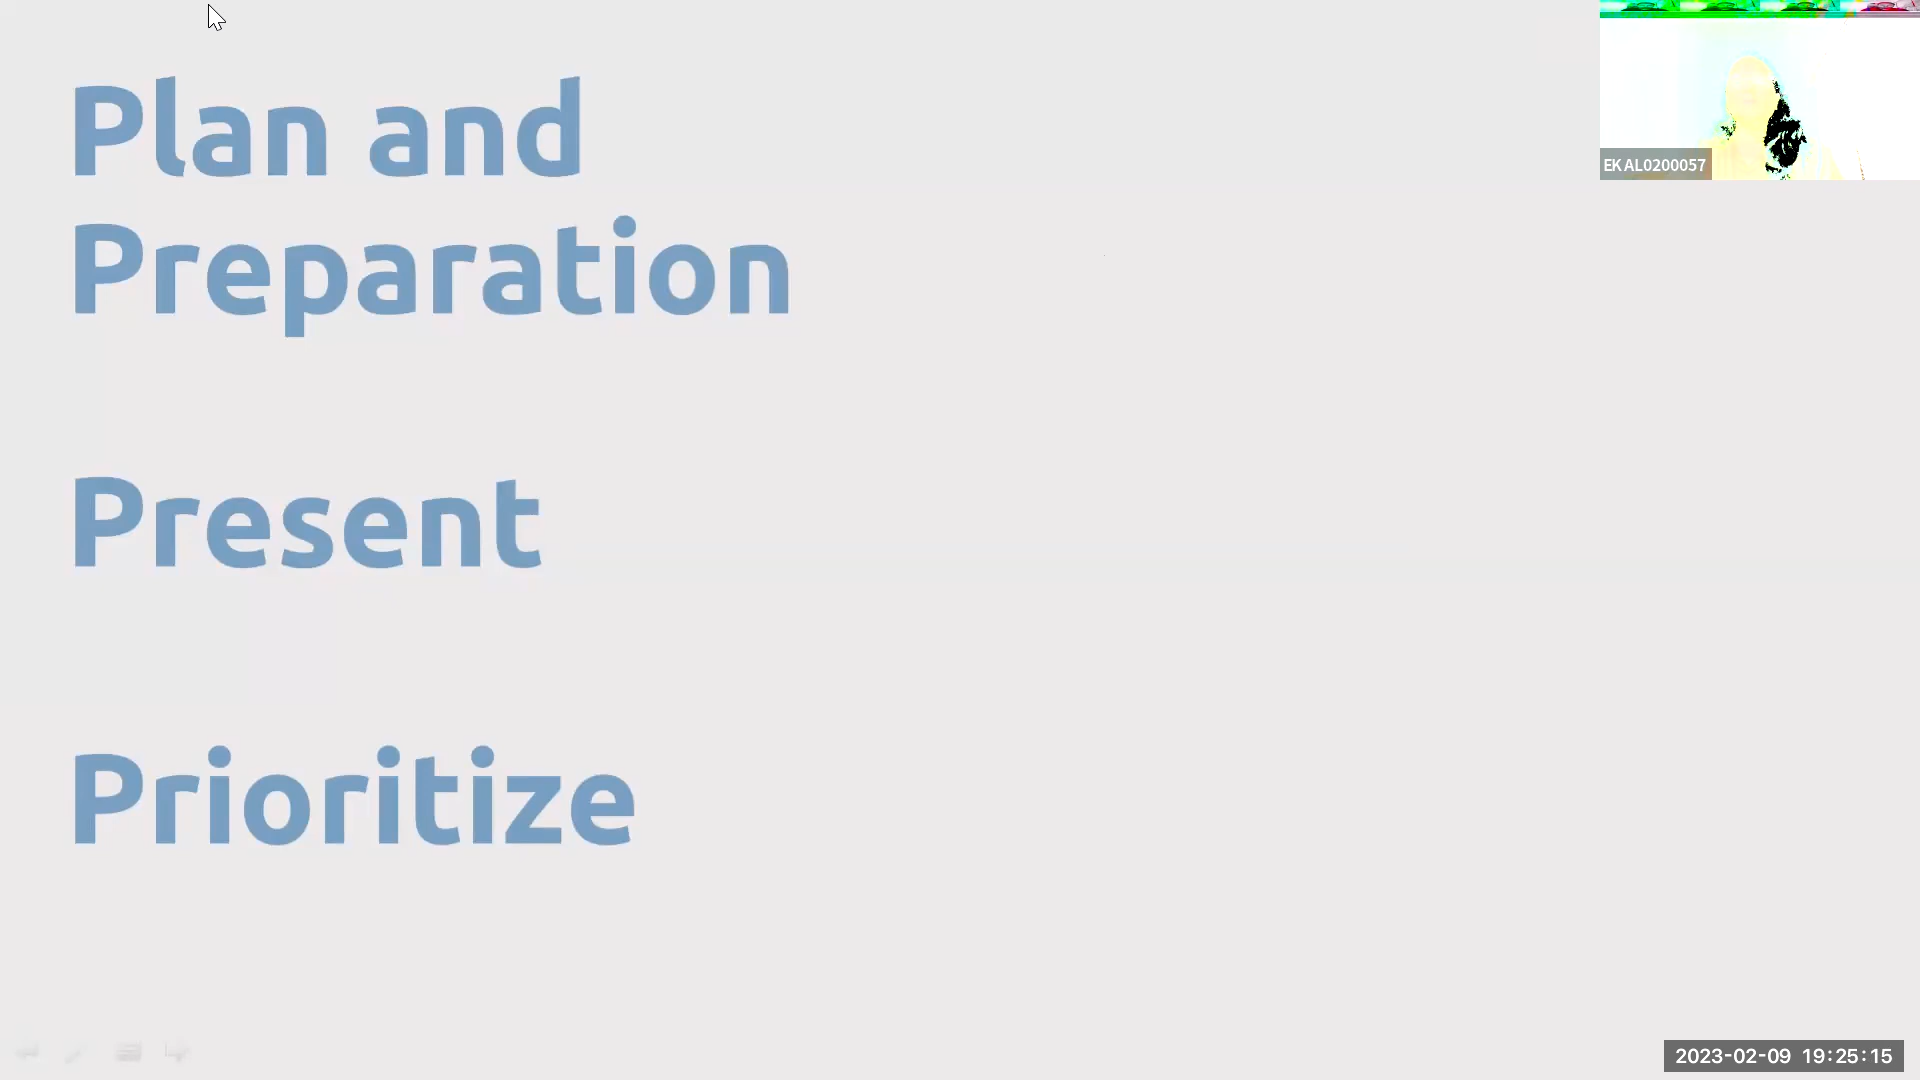 Plan and
Preparation
Present
Prioritize
EKAL0200057
2023-02-09 19:25:15